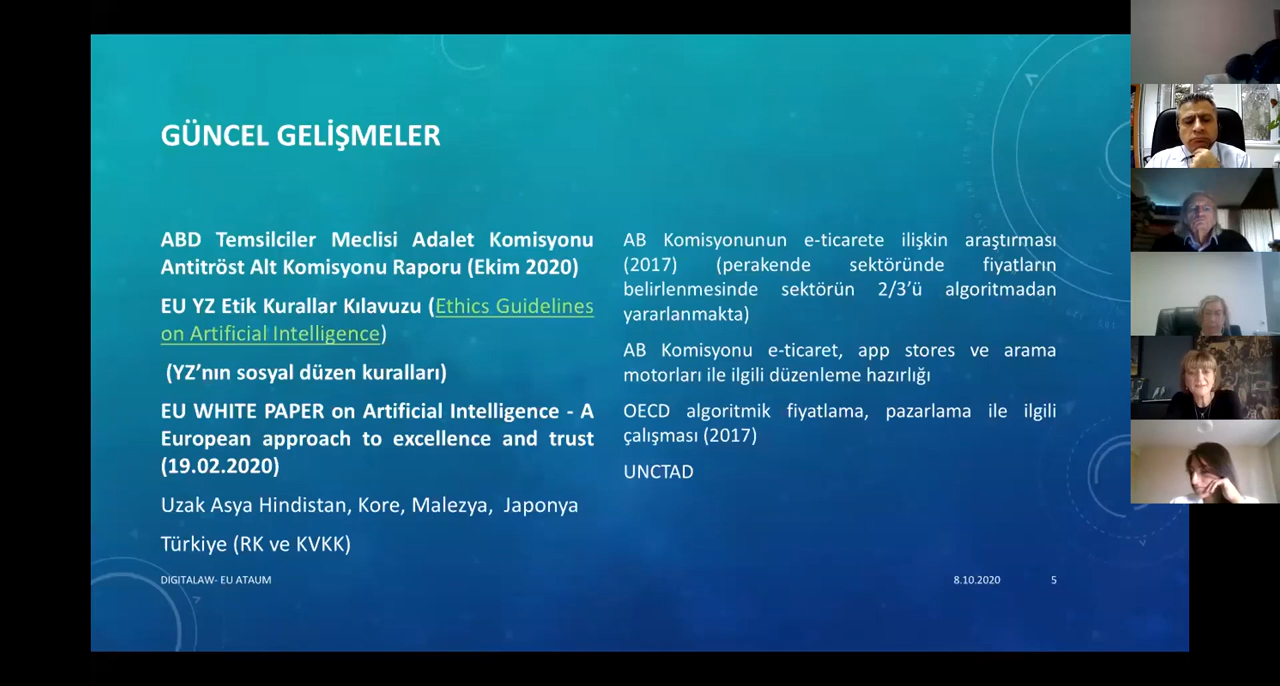 GÜNCEL GELİŞMELER
ABD Temsilciler Meclisi Adalet Komisyonu
Antitröst Alt Komisyonu Raporu (Ekim 2020)
EU YZ Etik Kurallar Kılavuzu (Ethics Guidelines
on Artificial Intelligence)
(YZ’nın sosyal düzen kuralları)
EU WHITE PAPER on Artificial Intelligence - A
European approach to excellence and trust
(19.02.2020)
Uzak Asya Hindistan, Kore, Malezya, Japonya
Türkiye (RK ve KVKK)
AB Komisyonunun e-ticarete ilişkin araştırması
(2017) (perakende sektöründe fiyatların
belirlenmesinde sektörün 2/3’ü algoritmadan
yararlanmakta)
AB Komisyonu e-ticaret, app stores ve arama
motorları ile ilgili düzenleme hazırlığı
OECD algoritmik fiyatlama, pazarlama ile ilgili
çalışması (2017)
UNCTAD
DİGİTALAW- EU ATAUM
8.10.2020
5